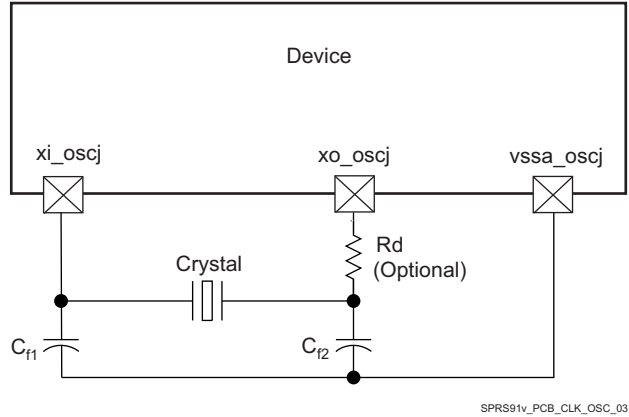 Device
xi_oscj
xo_oscj
vssa_oscj
Rd
(Optional)
Crystal
Cf1
Cf2
SPRS91v_PCB_CLK_OSC_03